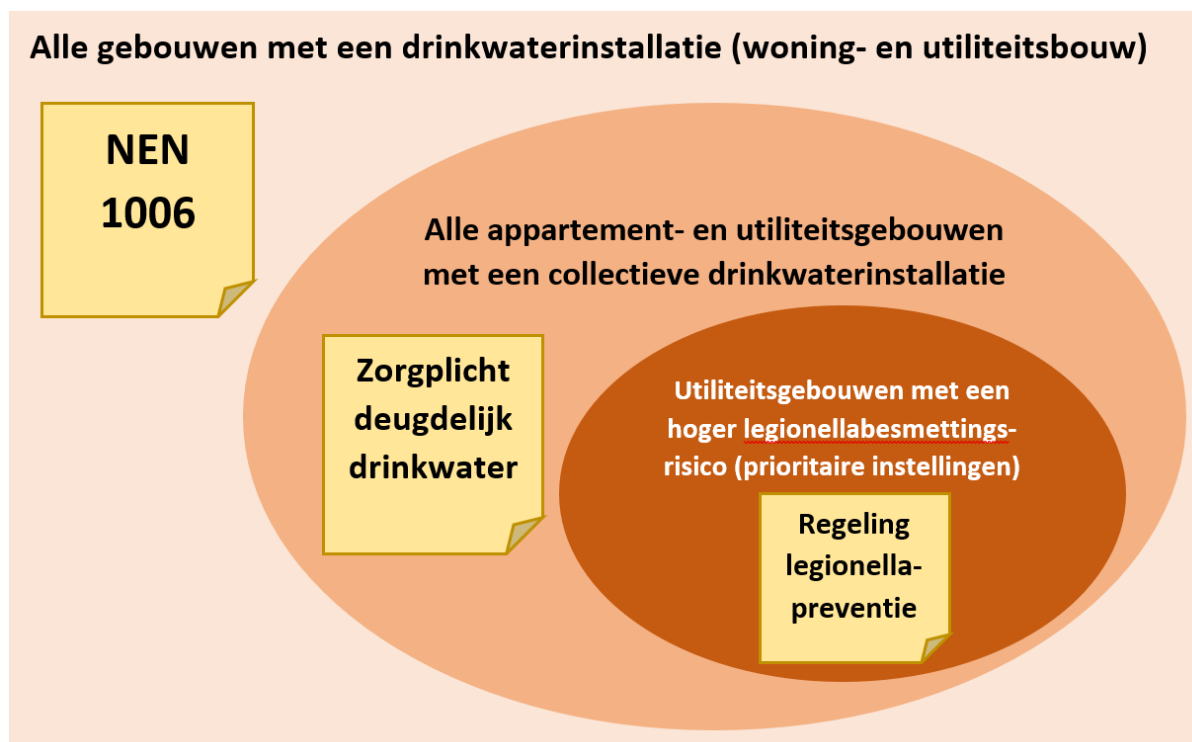 Alle gebouwen met een drinkwaterinstallatie (woning- en utiliteitsbouw)
NEN
1006
Alle appartement- en utiliteitsgebouwen
met een collectieve drinkwaterinstallatie
Zorgplicht
deugdelijk
drinkwater
Utiliteitsgebouwen met een
hoger legionellabesmettings-
risico (prioritaire instellingen)
Regeling
legionella-
preventie